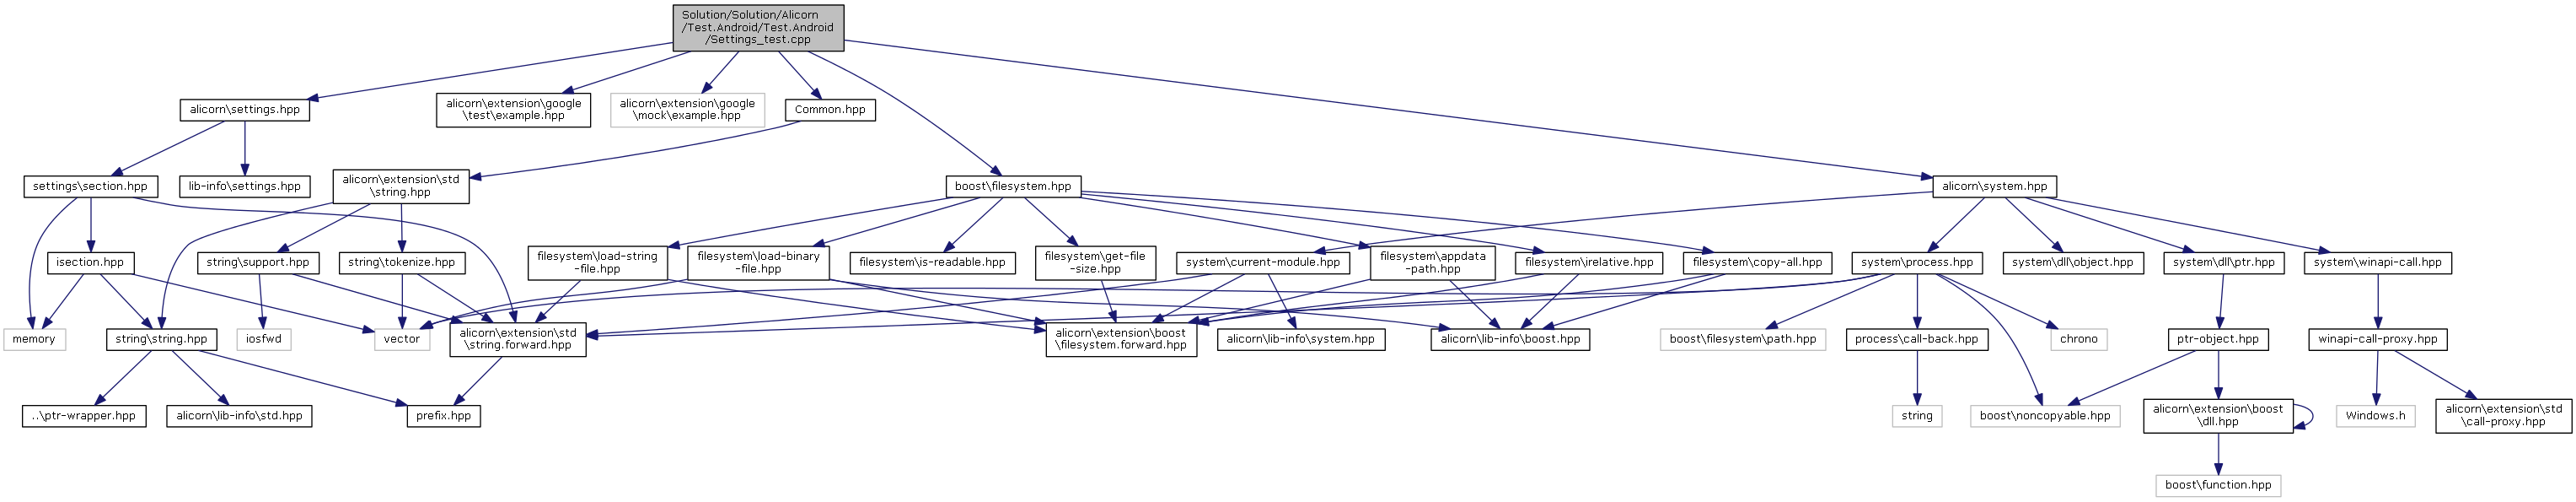 Solution/Solution/Alicorn
/Test.Android/Test.Android
/Settings_test.cpp
alicorn\settings.hpp
alicorn\extension\google
\test\example.hpp
alicorn\extension\google
\mock\example.hpp
Common.hpp
settings\section.hpp
lib-info\settings.hpp
alicorn\extension\std
\string.hpp
boost\filesystem.hpp
alicorn\system.hpp
isection.hpp
string\support.hpp
string\tokenize.hpp
filesystem\load-string
-file.hpp
filesystem\load-binary
-file.hpp
filesystem\is-readable.hpp
filesystem\get-file
-size.hpp
system\current-module.hpp
filesystem\appdata
-path.hpp
filesystem\irelative.hpp
filesystem\copy-all.hpp
system\process.hpp
system\dll\object.hpp
system\dll\ptr.hpp
system\winapi-call.hpp
memory
string\string.hpp
iosfwd
vector
alicorn\extension\std
\string.forward.hpp
alicorn\extension\boost
\filesystem.forward.hpp
alicorn\lib-info\system.hpp
alicorn\lib-info\boost.hpp
boost\filesystem\path.hpp
process\call-back.hpp
chrono
ptr-object.hpp
winapi-call-proxy.hpp
..\ptr-wrapper.hpp
alicorn\lib-info\std.hpp
prefix.hpp
string
boost\noncopyable.hpp
alicorn\extension\boost
\dll.hpp
Windows.h
alicorn\extension\std
\call-proxy.hpp
boost\function.hpp